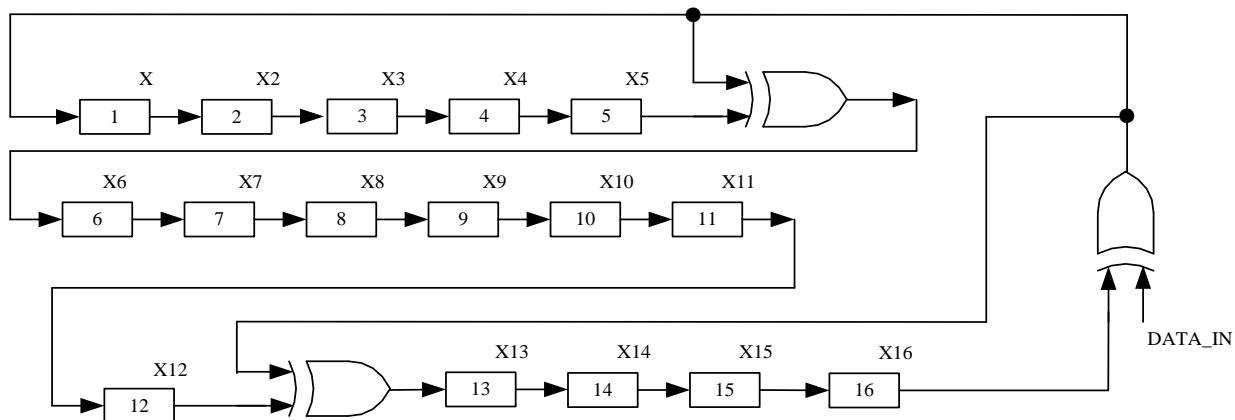 X X2 X3 X4 X5
1 2 3 4 5
X6 X7 X8 X9 X10 X11
6 7 8 9 10 11
DATA_IN
X12 X13 X14 X15 X16
12 13 14 15 16